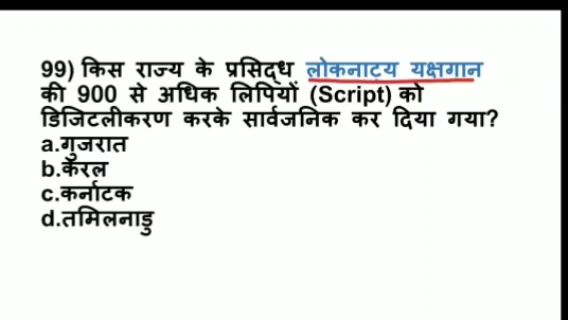 99) किस राज्य के प्रसिद्ध लोकनाट्य यक्षगान
की 900 से अधिक लिपियों (Script) को
डिजिटलीकरण करके सार्वजनिक कर दिया गया?
a.गुजरात
b.केरल
c.कर्नाटक
d.तमिलनाडु